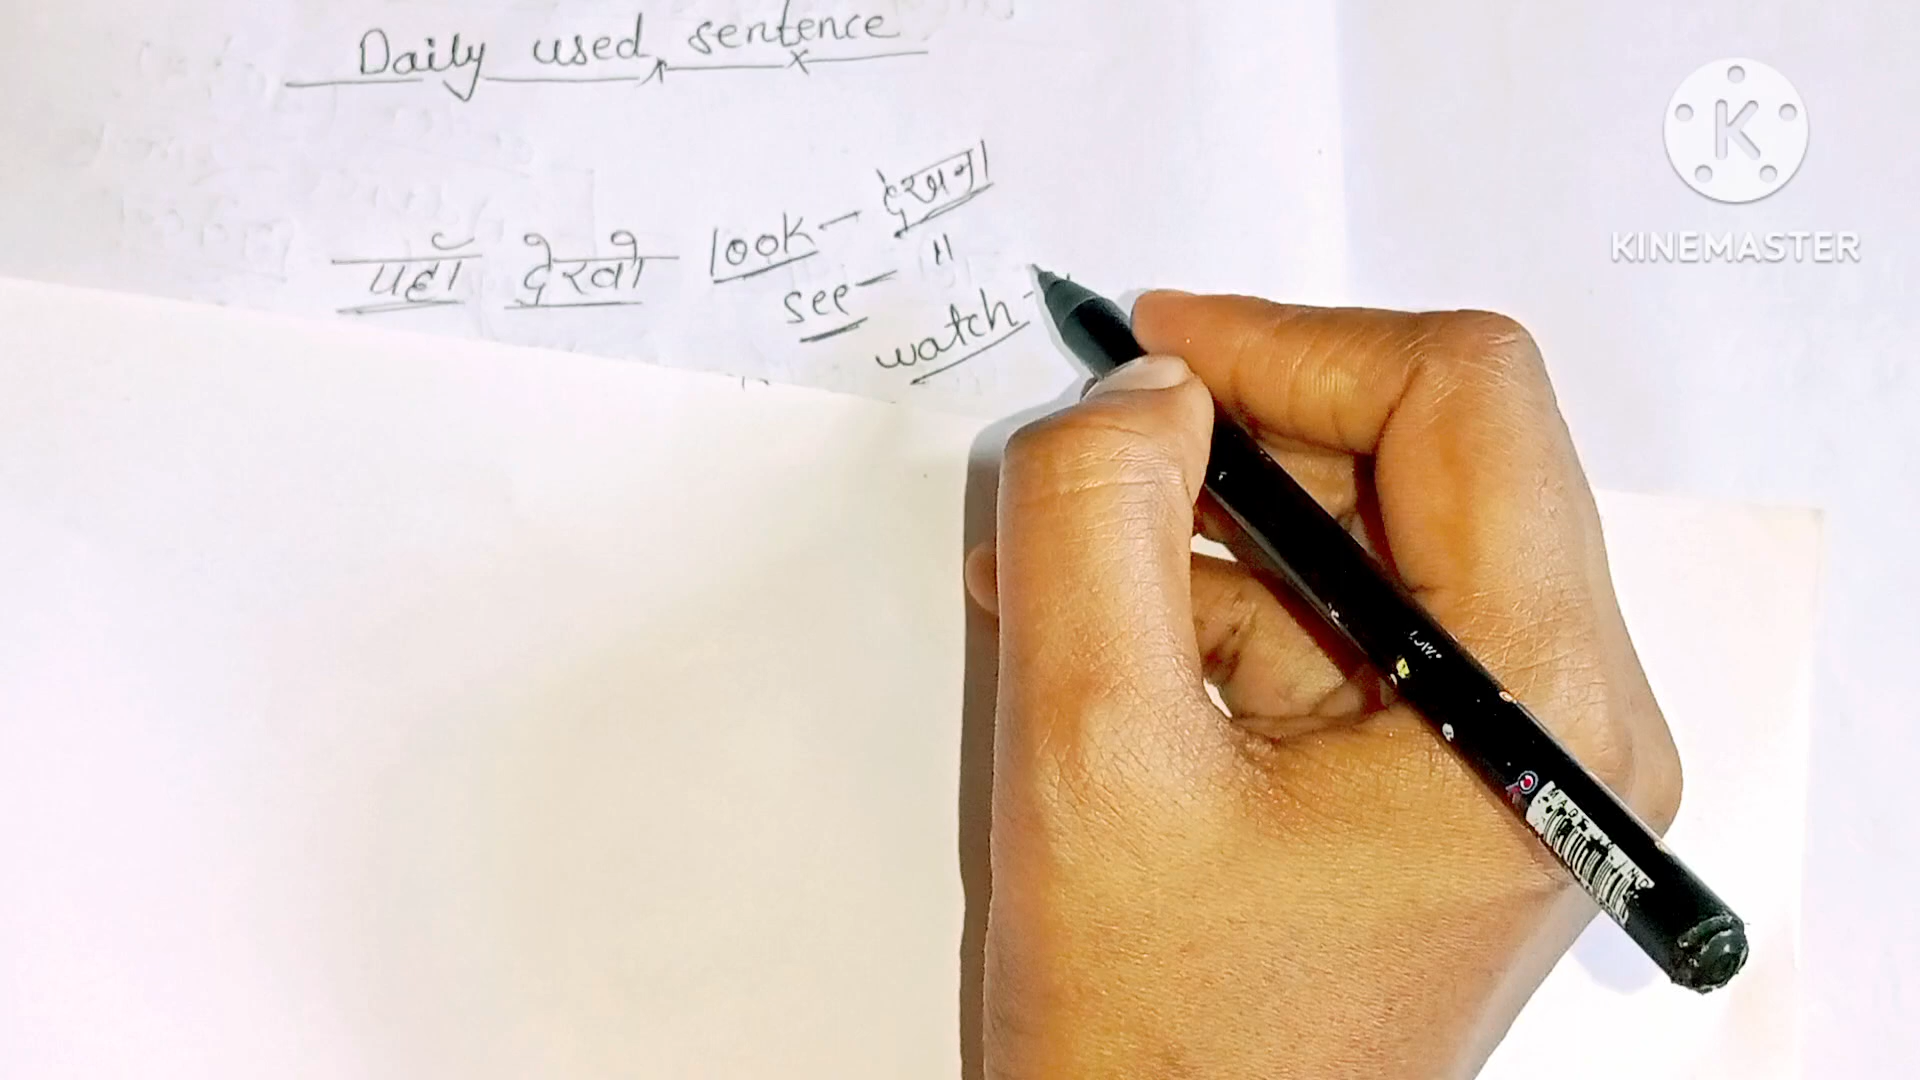 Daily used sentence
यहाँ देखो look - देखना
see - "
watch -
K
KINEMASTER